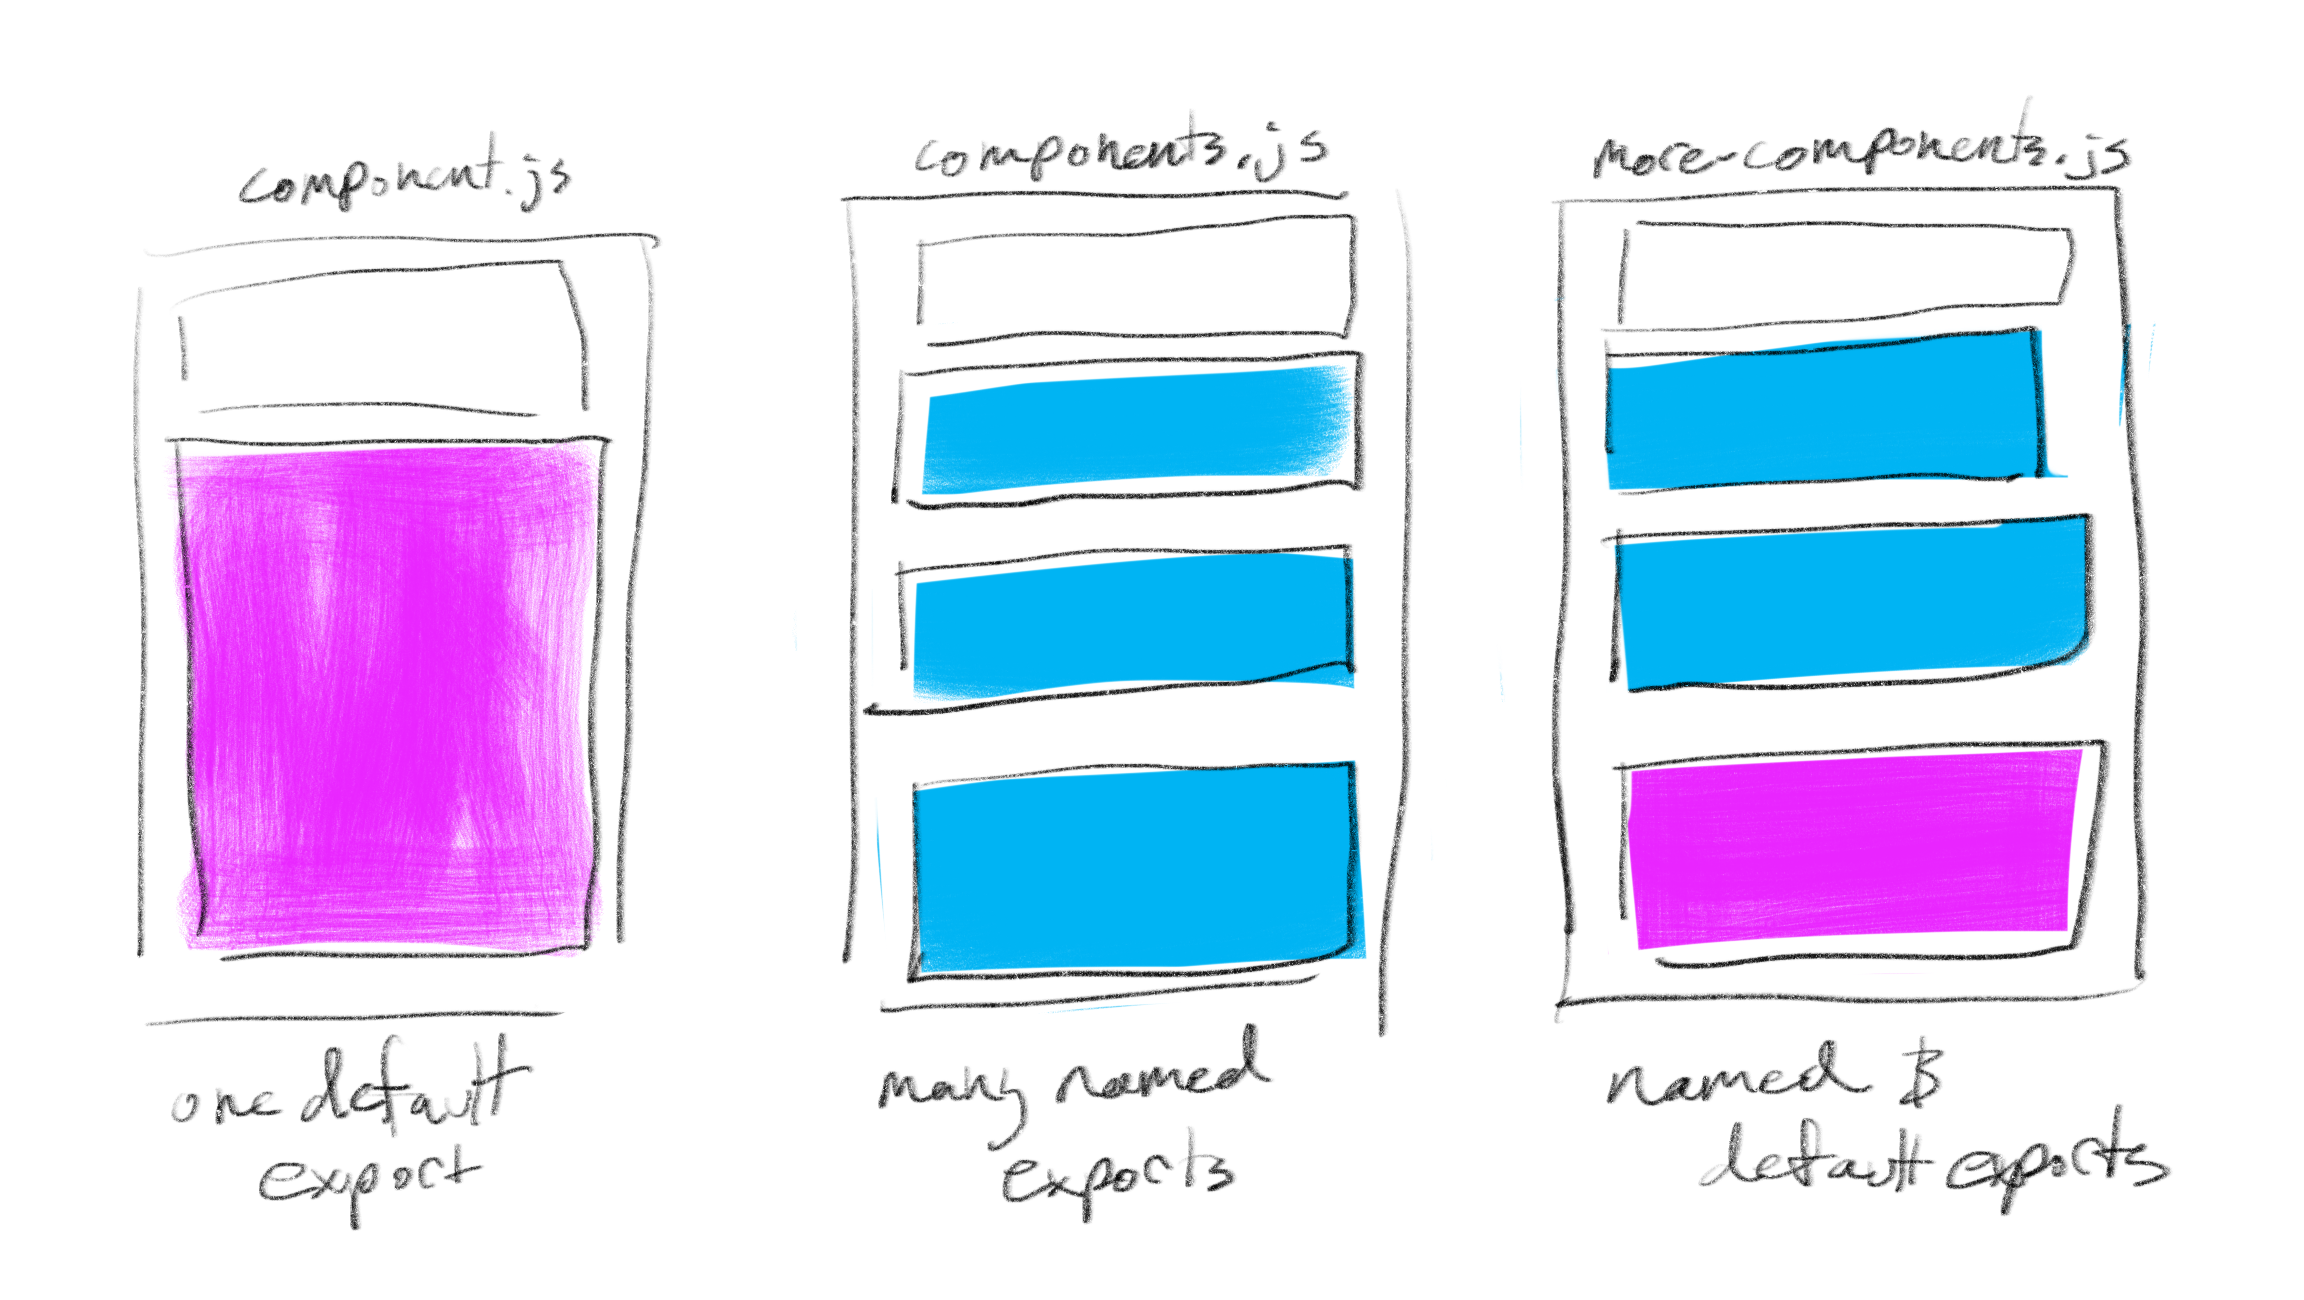 component.js
components.js
more-components.js
one default
export
many named
exports
named &
default exports